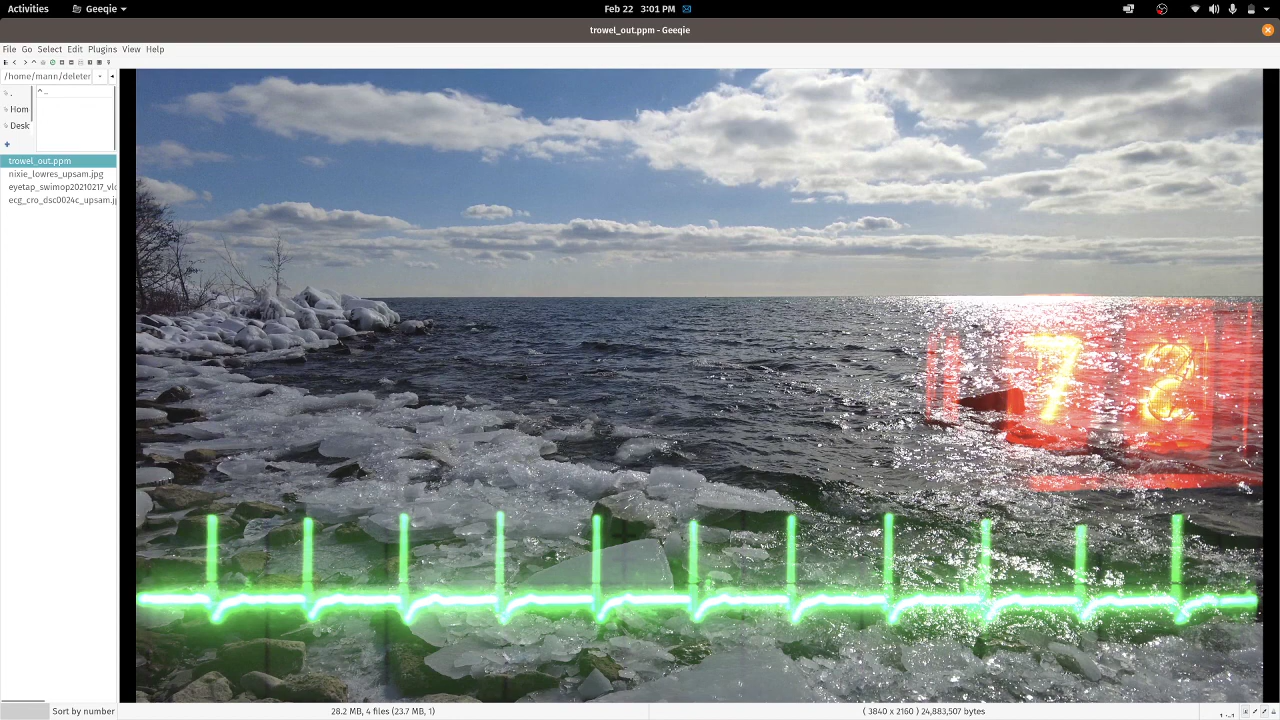 Activities Geeqie Feb 22 3:01 PM
trowel_out.ppm - Geeqie
File Go Select Edit Plugins View Help
/home/mann/deleter
.
Hom
Desk
^ ..
trowel_out.ppm
nixie_lowres_upsam.jpg
eyetap_swimop20210217_vl
ecg_cro_dsc0024c_upsam.j
78
Sort by number 28.2 MB, 4 files (23.7 MB, 1) ( 3840 x 2160 ) 24,883,507 bytes